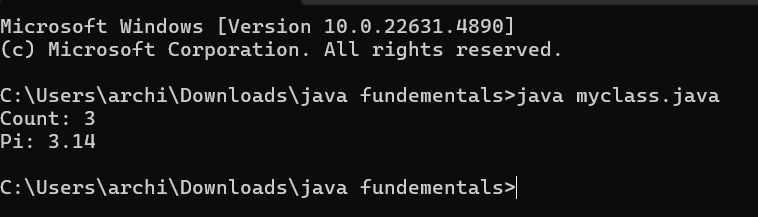 Microsoft Windows [Version 10.0.22631.4890]
(c) Microsoft Corporation. All rights reserved.
C:\Users\archi\Downloads\java fundementals>java myclass.java
Count: 3
Pi: 3.14
C:\Users\archi\Downloads\java fundementals>